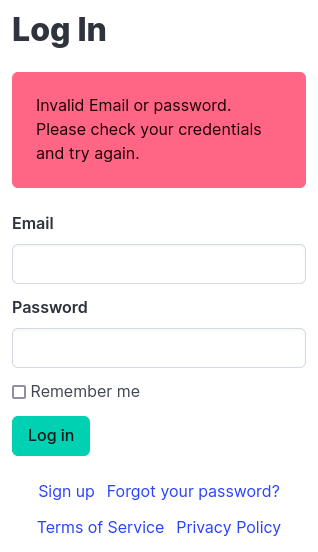 Log In
Invalid Email or password.
Please check your credentials
and try again.
Email
Password
Remember me
Log in
Sign up Forgot your password?
Terms of Service Privacy Policy